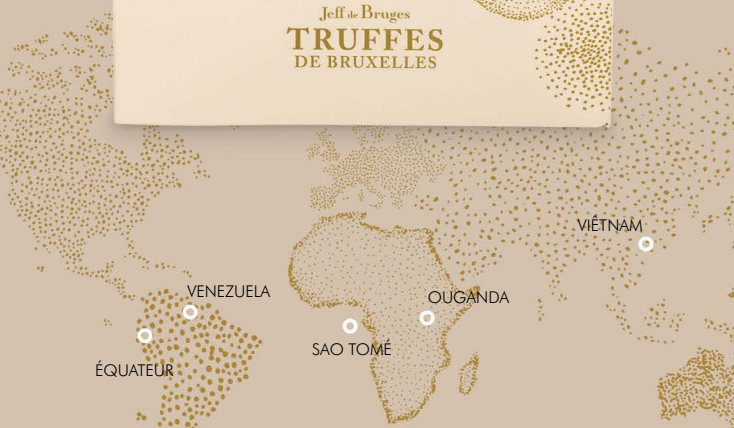 Jeff de Bruges
TRUFFES
DE BRUXELLES
VIÊTNAM
VENEZUELA
OUGANDA
SAO TOMÉ
ÉQUATEUR